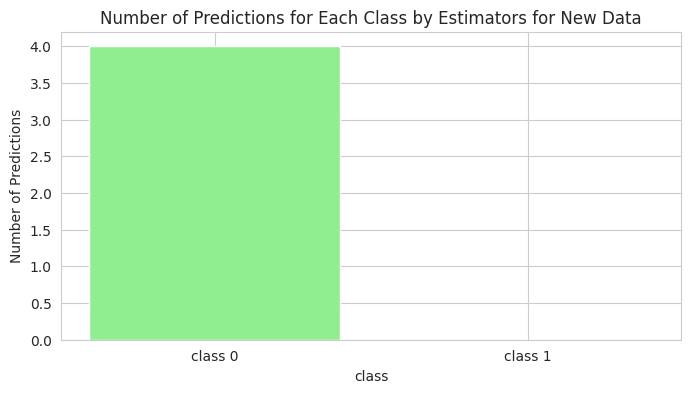 Number of Predictions for Each Class by Estimators for New Data
Number of Predictions
4.0
3.5
3.0
2.5
2.0
1.5
1.0
0.5
0.0
class 0
class 1
class